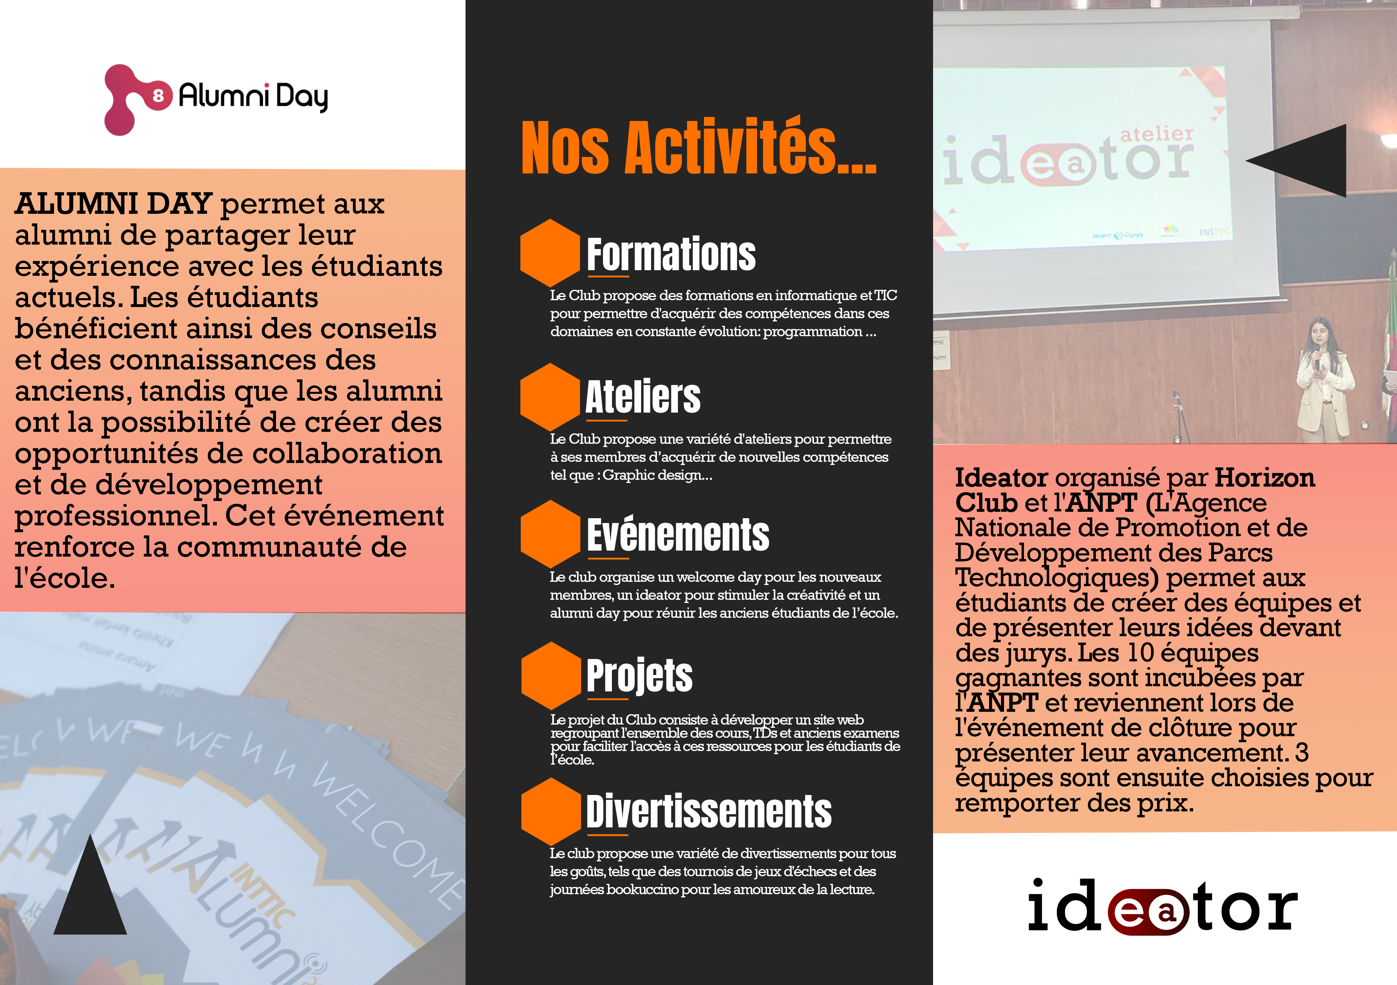 8 Alumni Day
ALUMNI DAY permet aux
alumni de partager leur
expérience avec les étudiants
actuels. Les étudiants
bénéficient ainsi des conseils
et des connaissances des
anciens, tandis que les alumni
ont la possibilité de créer des
opportunités de collaboration
et de développement
professionnel. Cet événement
renforce la communauté de
l'école.
Amara amina
WELCOME
INTTIC
Alumni
Nos Activités...
Formations
Le Club propose des formations en informatique et TIC
pour permettre d'acquérir des compétences dans ces
domaines en constante évolution: programmation ...
Ateliers
Le Club propose une variété d'ateliers pour permettre
à ses membres d'acquérir de nouvelles compétences
tel que : Graphic design...
Evénements
Le club organise un welcome day pour les nouveaux
membres, un ideator pour stimuler la créativité et un
alumni day pour réunir les anciens étudiants de l'école.
Projets
Le projet du Club consiste à développer un site web
regroupant l'ensemble des cours, TDs et anciens examens
pour faciliter l'accès à ces ressources pour les étudiants de
l'école.
Divertissements
Le club propose une variété de divertissements pour tous
les goûts, tels que des tournois de jeux d'échecs et des
journées bookuccino pour les amoureux de la lecture.
atelier
ideator
ENSTTIC
Ideator organisé par Horizon
Club et l'ANPT (L'Agence
Nationale de Promotion et de
Développement des Parcs
Technologiques) permet aux
étudiants de créer des équipes et
de présenter leurs idées devant
des jurys. Les 10 équipes
gagnantes sont incubées par
l'ANPT et reviennent lors de
l'événement de clôture pour
présenter leur avancement. 3
équipes sont ensuite choisies pour
remporter des prix.
ideator